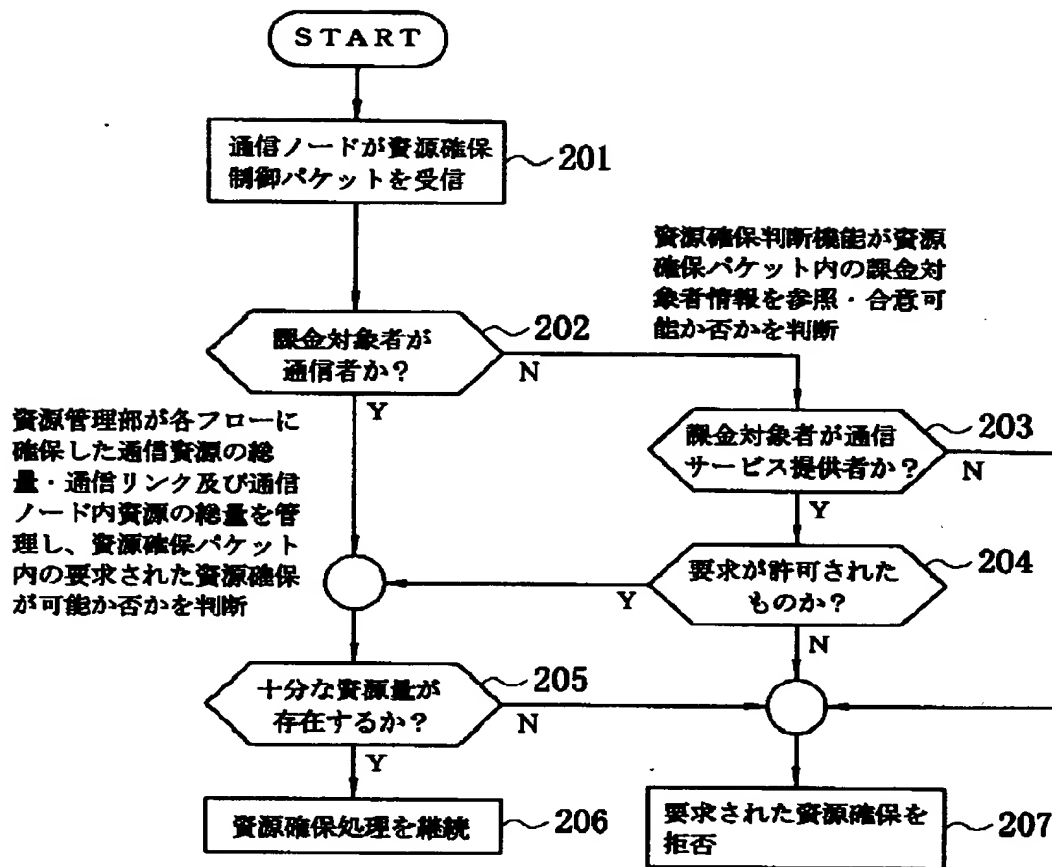 START
通信ノードが資源確保
制御パケットを受信
201
資源確保判断機能が資源
確保パケット内の課金対
象者情報を参照・合意可
能か否かを判断
課金対象者が
通信者か?
202
N
Y
資源管理部が各フローに
確保した通信資源の総
量・通信リンク及び通信
ノード内資源の総量を管
理し、資源確保パケット
内の要求された資源確保
が可能か否かを判断
課金対象者が通信
サービス提供者か?
203
N
Y
要求が許可された
ものか?
204
Y
N
十分な資源量が
存在するか?
205
N
Y
資源確保処理を継続
206
要求された資源確保を
拒否
207